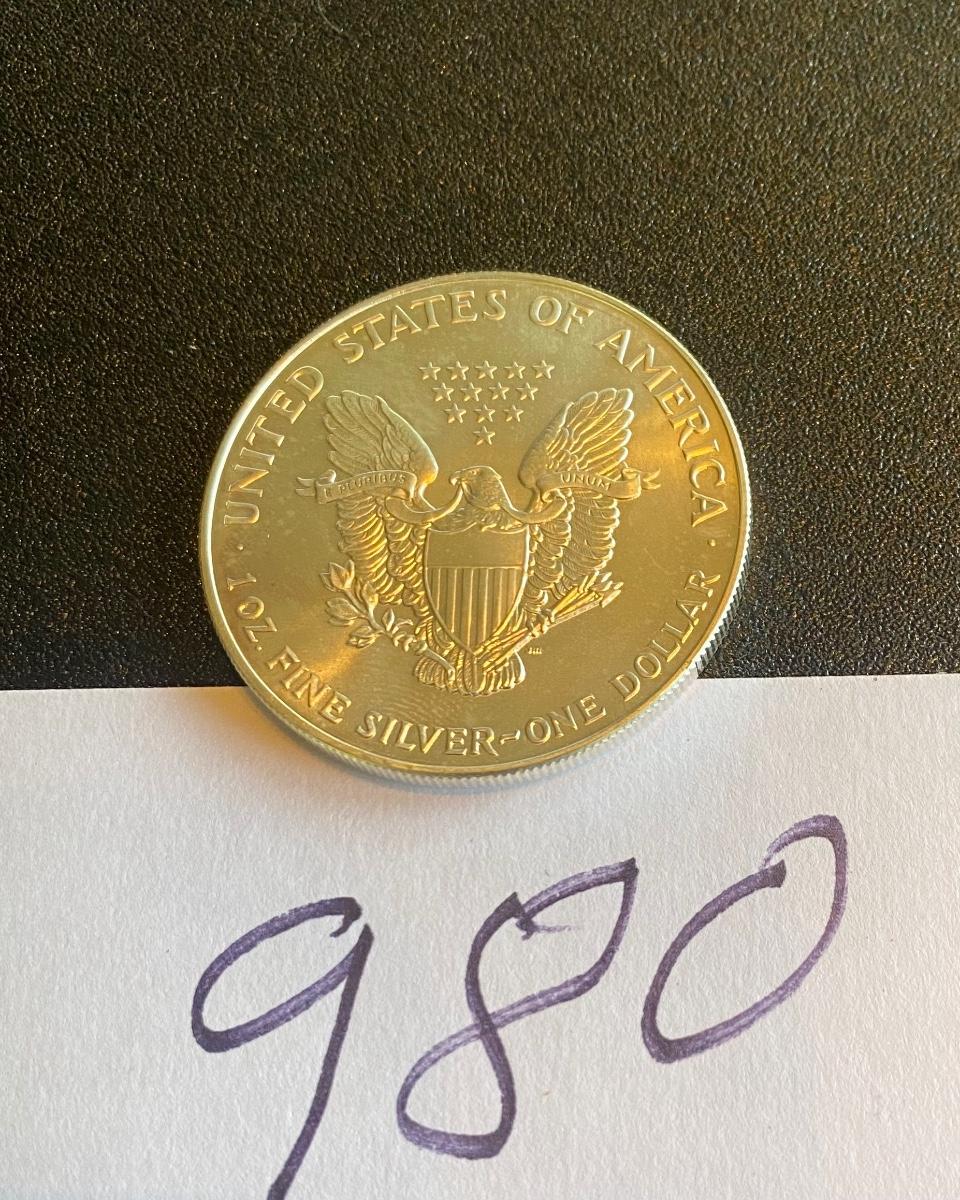 UNITED STATES OF AMERICA
E PLURIBUS UNUM
· 1 OZ. FINE SILVER~ONE DOLLAR ·
980